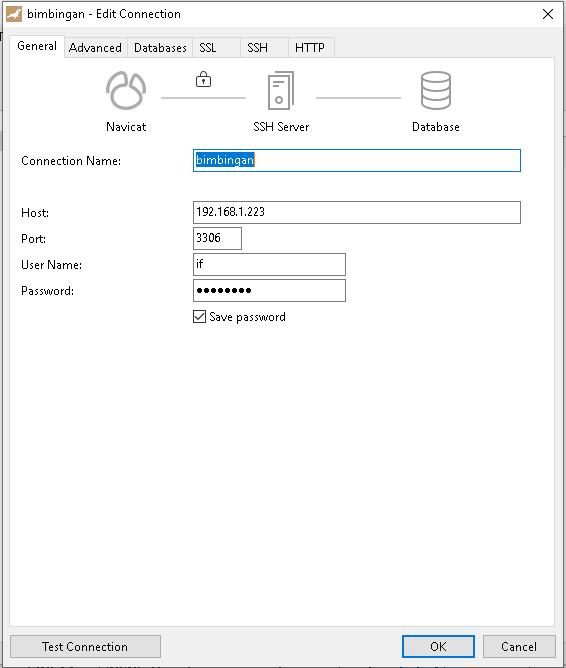 bimbingan - Edit Connection
General Advanced Databases SSL SSH HTTP
Navicat SSH Server Database
Connection Name: bimbingan
Host: 192.168.1.223
Port: 3306
User Name: if
Password: ●●●●●●●●
Save password
Test Connection OK Cancel